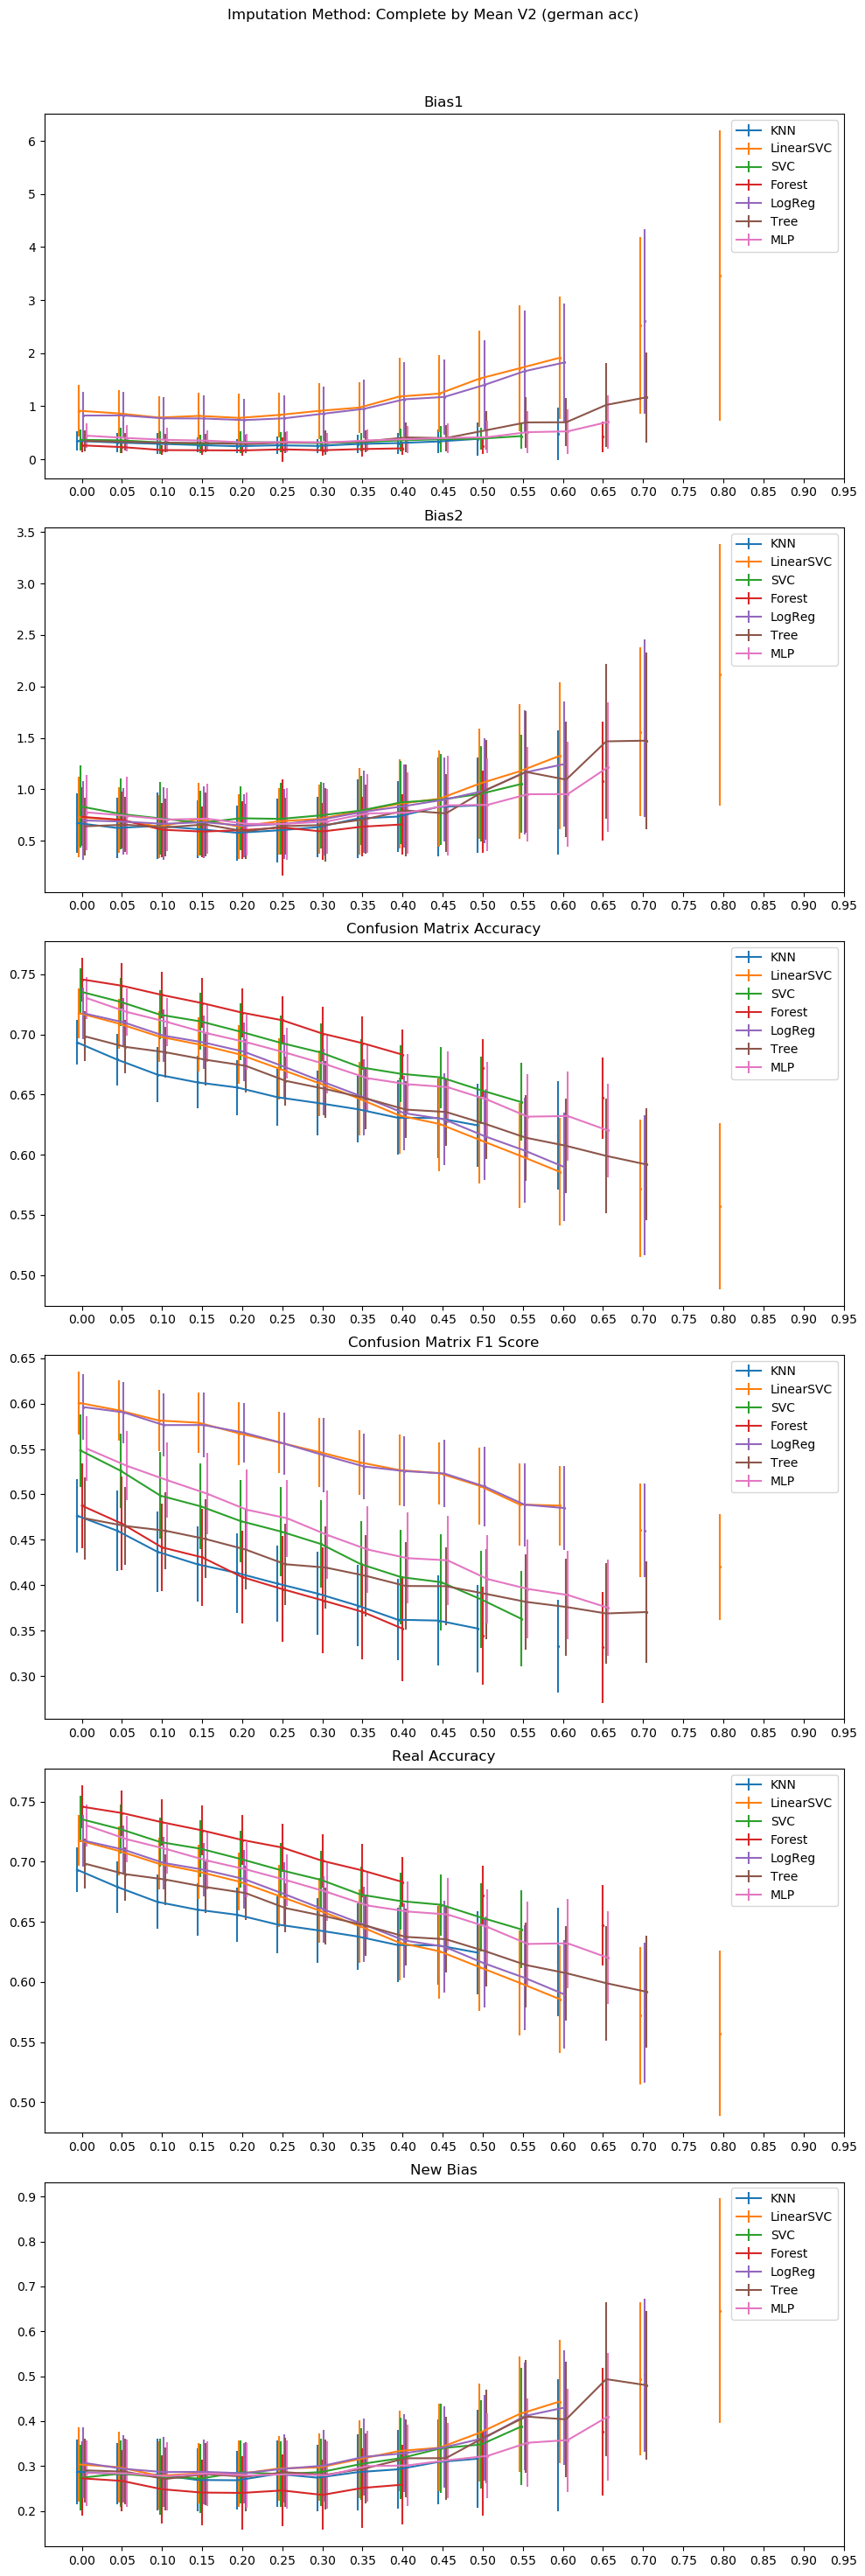 Imputation Method: Complete by Mean V2 (german acc)
Bias1
6
5
4
3
2
1
0
KNN
LinearSVC
SVC
Forest
LogReg
Tree
MLP
0.00 0.05 0.10 0.15 0.20 0.25 0.30 0.35 0.40 0.45 0.50 0.55 0.60 0.65 0.70 0.75 0.80 0.85 0.90 0.95
Bias2
3.5
3.0
2.5
2.0
1.5
1.0
0.5
KNN
LinearSVC
SVC
Forest
LogReg
Tree
MLP
0.00 0.05 0.10 0.15 0.20 0.25 0.30 0.35 0.40 0.45 0.50 0.55 0.60 0.65 0.70 0.75 0.80 0.85 0.90 0.95
Confusion Matrix Accuracy
0.75
0.70
0.65
0.60
0.55
0.50
KNN
LinearSVC
SVC
Forest
LogReg
Tree
MLP
0.00 0.05 0.10 0.15 0.20 0.25 0.30 0.35 0.40 0.45 0.50 0.55 0.60 0.65 0.70 0.75 0.80 0.85 0.90 0.95
Confusion Matrix F1 Score
0.65
0.60
0.55
0.50
0.45
0.40
0.35
0.30
KNN
LinearSVC
SVC
Forest
LogReg
Tree
MLP
0.00 0.05 0.10 0.15 0.20 0.25 0.30 0.35 0.40 0.45 0.50 0.55 0.60 0.65 0.70 0.75 0.80 0.85 0.90 0.95
Real Accuracy
0.75
0.70
0.65
0.60
0.55
0.50
KNN
LinearSVC
SVC
Forest
LogReg
Tree
MLP
0.00 0.05 0.10 0.15 0.20 0.25 0.30 0.35 0.40 0.45 0.50 0.55 0.60 0.65 0.70 0.75 0.80 0.85 0.90 0.95
New Bias
0.9
0.8
0.7
0.6
0.5
0.4
0.3
0.2
KNN
LinearSVC
SVC
Forest
LogReg
Tree
MLP
0.00 0.05 0.10 0.15 0.20 0.25 0.30 0.35 0.40 0.45 0.50 0.55 0.60 0.65 0.70 0.75 0.80 0.85 0.90 0.95